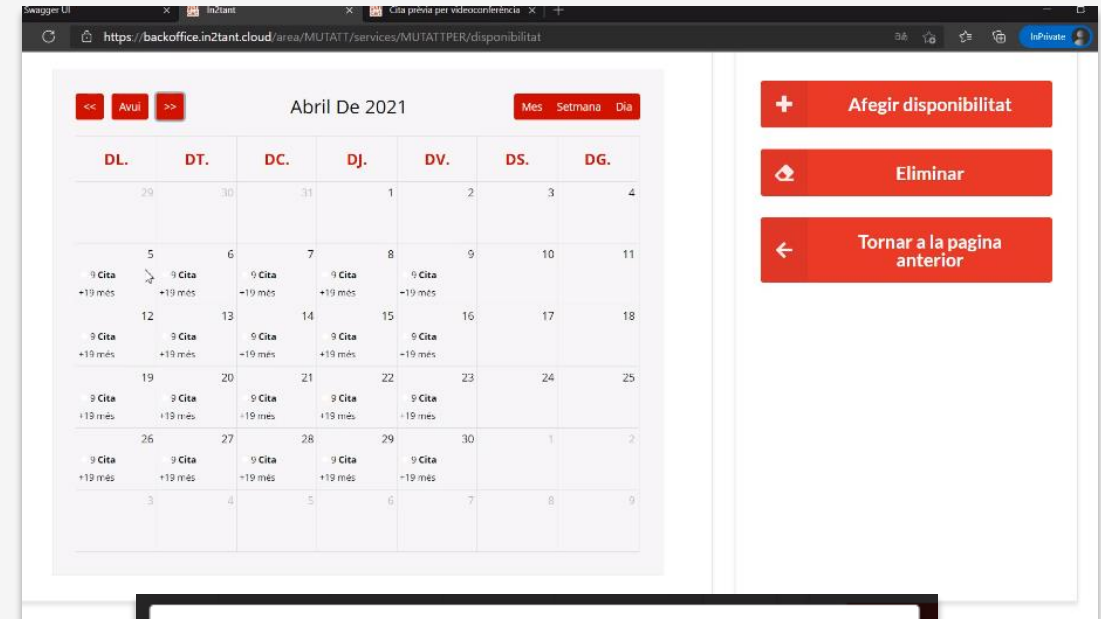 Swagger UI
In2tant
Cita prèvia per videoconferència
https://backoffice.in2tant.cloud/area/MUTATT/services/MUTATTPER/disponibilitat
InPrivate
<< Avui >>
Abril De 2021
Mes Setmana Dia
DL. DT. DC. DJ. DV. DS. DG.
29 30 31 1 2 3 4
5 6 7 8 9 10 11
9 Cita 9 Cita 9 Cita 9 Cita 9 Cita
+19 més +19 més +19 més +19 més +19 més
12 13 14 15 16 17 18
9 Cita 9 Cita 9 Cita 9 Cita 9 Cita
+19 més +19 més +19 més +19 més +19 més
19 20 21 22 23 24 25
9 Cita 9 Cita 9 Cita 9 Cita 9 Cita
+19 més +19 més +19 més +19 més +19 més
26 27 28 29 30 1 2
9 Cita 9 Cita 9 Cita 9 Cita 9 Cita
+19 més +19 més +19 més +19 més +19 més
3 4 5 6 7 8 9
Afegir disponibilitat
Eliminar
Tornar a la pagina
anterior